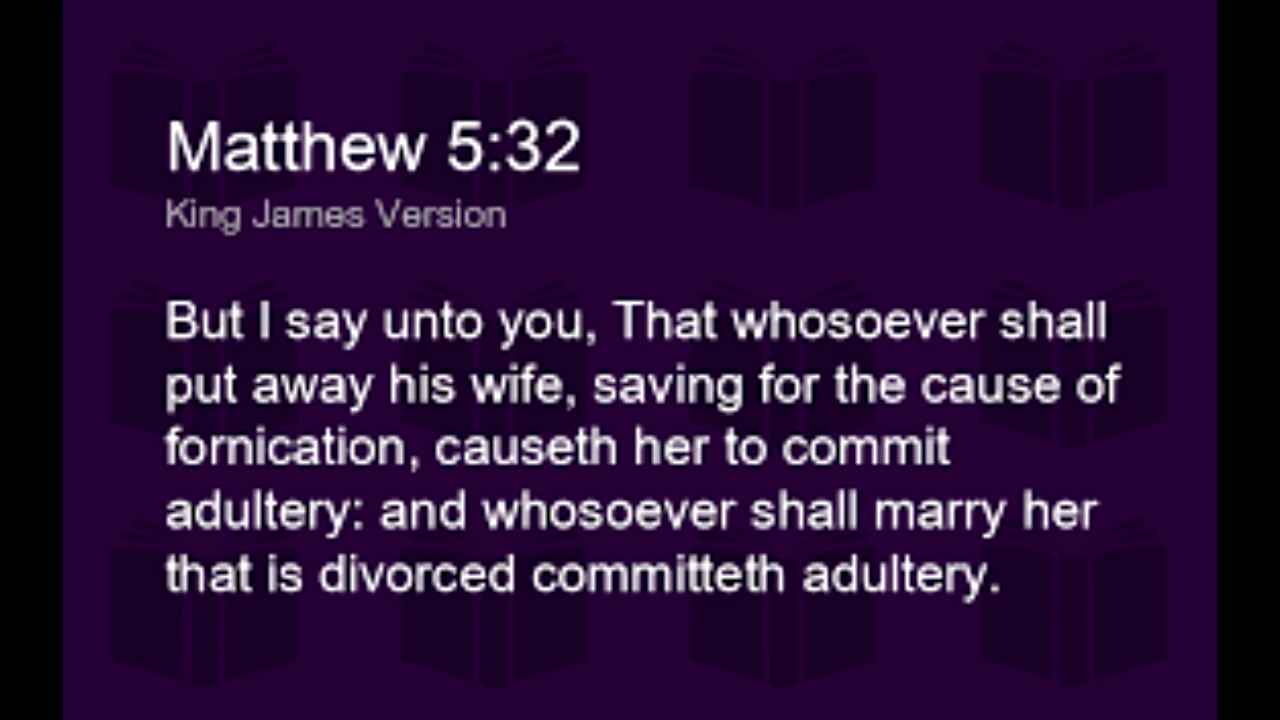 Matthew 5:32
King James Version
But I say unto you, That whosoever shall
put away his wife, saving for the cause of
fornication, causeth her to commit
adultery: and whosoever shall marry her
that is divorced committeth adultery.